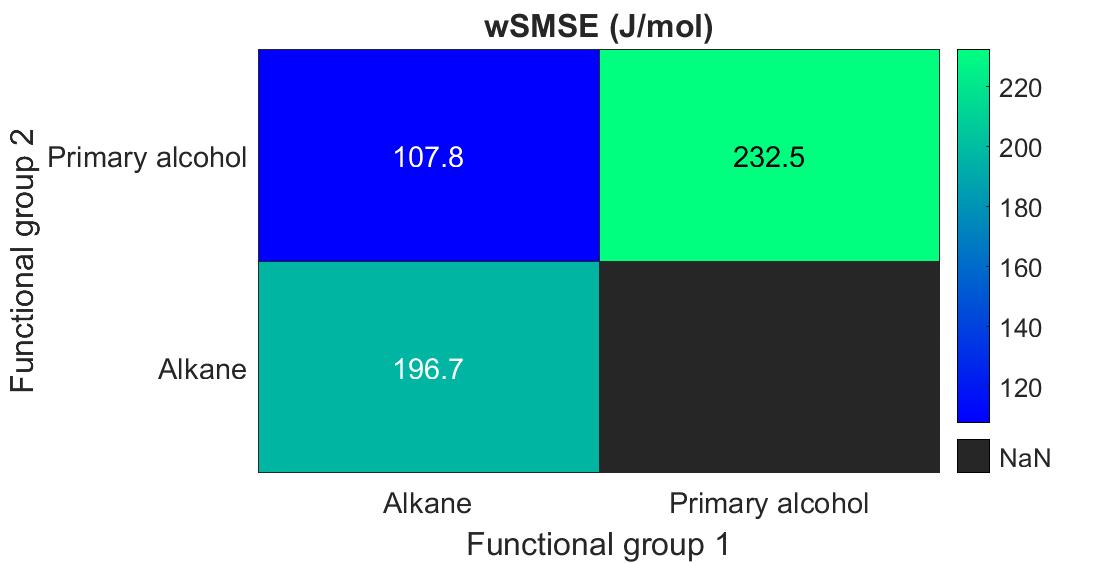 wSMSE (J/mol)
Functional group 2
Primary alcohol
107.8
232.5
Alkane
196.7
Alkane
Primary alcohol
Functional group 1
220
200
180
160
140
120
NaN